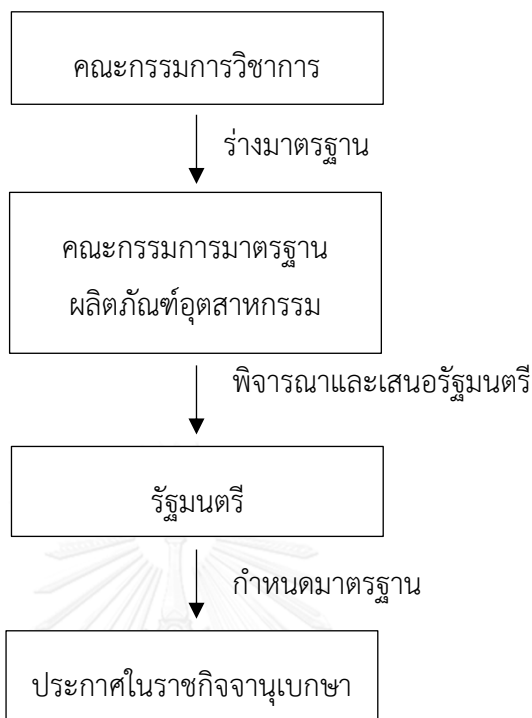 คณะกรรมการวิชาการ
ร่างมาตรฐาน
คณะกรรมการมาตรฐาน
ผลิตภัณฑ์อุตสาหกรรม
พิจารณาและเสนอรัฐมนตรี
รัฐมนตรี
กำหนดมาตรฐาน
ประกาศในราชกิจจานุเบกษา